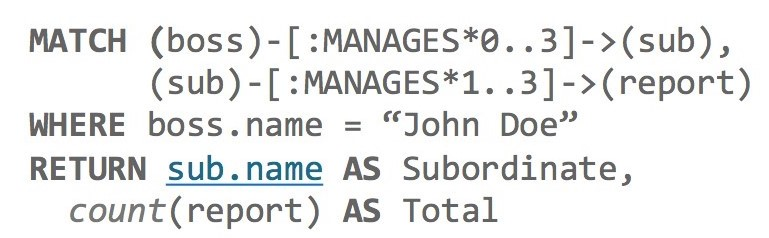 MATCH (boss)-[:MANAGES*0..3]->(sub),
(sub)-[:MANAGES*1..3]->(report)
WHERE boss.name = “John Doe”
RETURN sub.name AS Subordinate,
count(report) AS Total